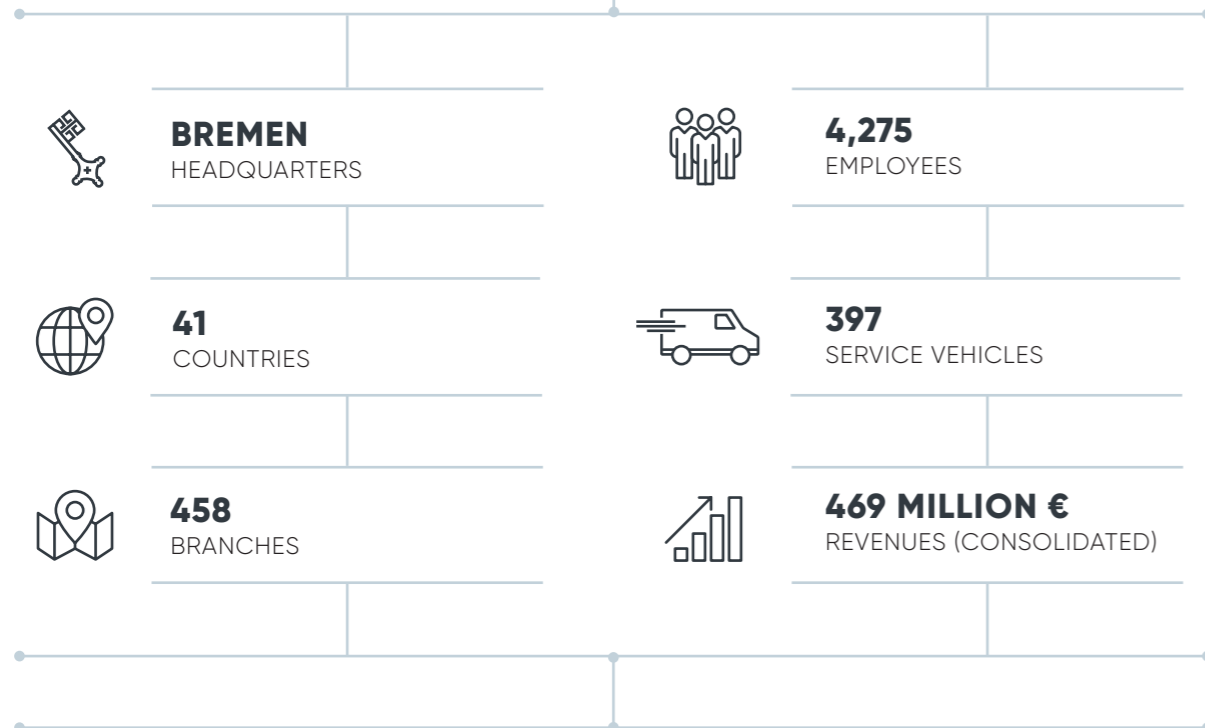 BREMEN
HEADQUARTERS
4,275
EMPLOYEES
41
COUNTRIES
397
SERVICE VEHICLES
458
BRANCHES
469 MILLION €
REVENUES (CONSOLIDATED)